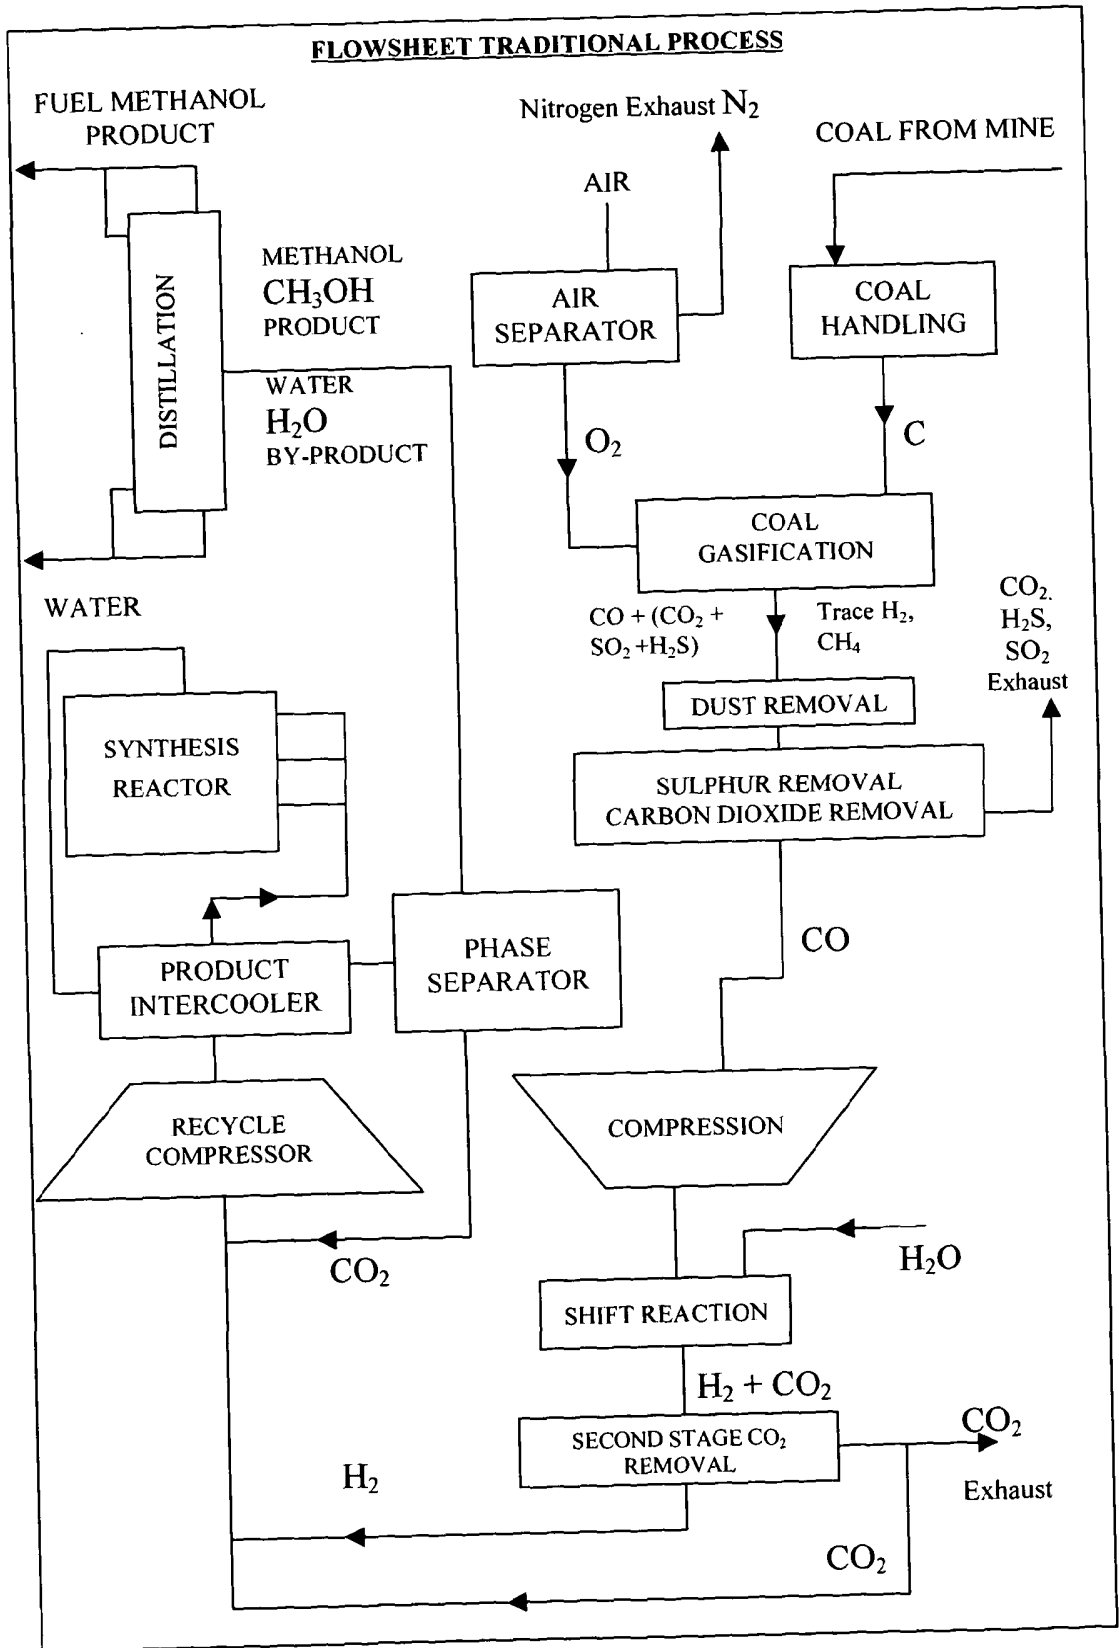 FLOWSHEET TRADITIONAL PROCESS
FUEL METHANOL
PRODUCT
Nitrogen Exhaust N₂
COAL FROM MINE
AIR
DISTILLATION
METHANOL
CH₃OH
PRODUCT
WATER
H₂O
BY-PRODUCT
AIR
SEPARATOR
COAL
HANDLING
O₂
C
COAL
GASIFICATION
WATER
CO + (CO₂ +
SO₂ +H₂S)
Trace H₂,
CH₄
CO₂,
H₂S,
SO₂
Exhaust
DUST REMOVAL
SYNTHESIS
REACTOR
SULPHUR REMOVAL
CARBON DIOXIDE REMOVAL
CO
PHASE
SEPARATOR
PRODUCT
INTERCOOLER
RECYCLE
COMPRESSOR
COMPRESSION
CO₂
H₂O
SHIFT REACTION
H₂ + CO₂
SECOND STAGE CO₂
REMOVAL
CO₂
Exhaust
H₂
CO₂